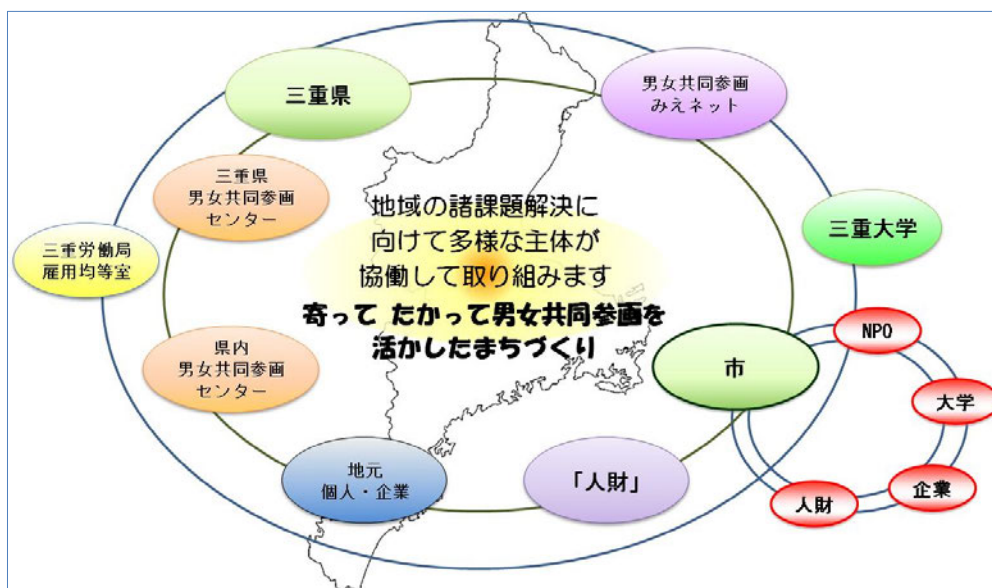 三重県
男女共同参画
みえネット
三重県
男女共同参画
センター
三重労働局
雇用均等室
地域の諸課題解決に
向けて多様な主体が
協働して取り組みます
寄って たかって男女共同参画を
活かしたまちづくり
三重大学
NPO
県内
男女共同参画
センター
市
大学
地元
個人・企業
「人財」
人財
企業